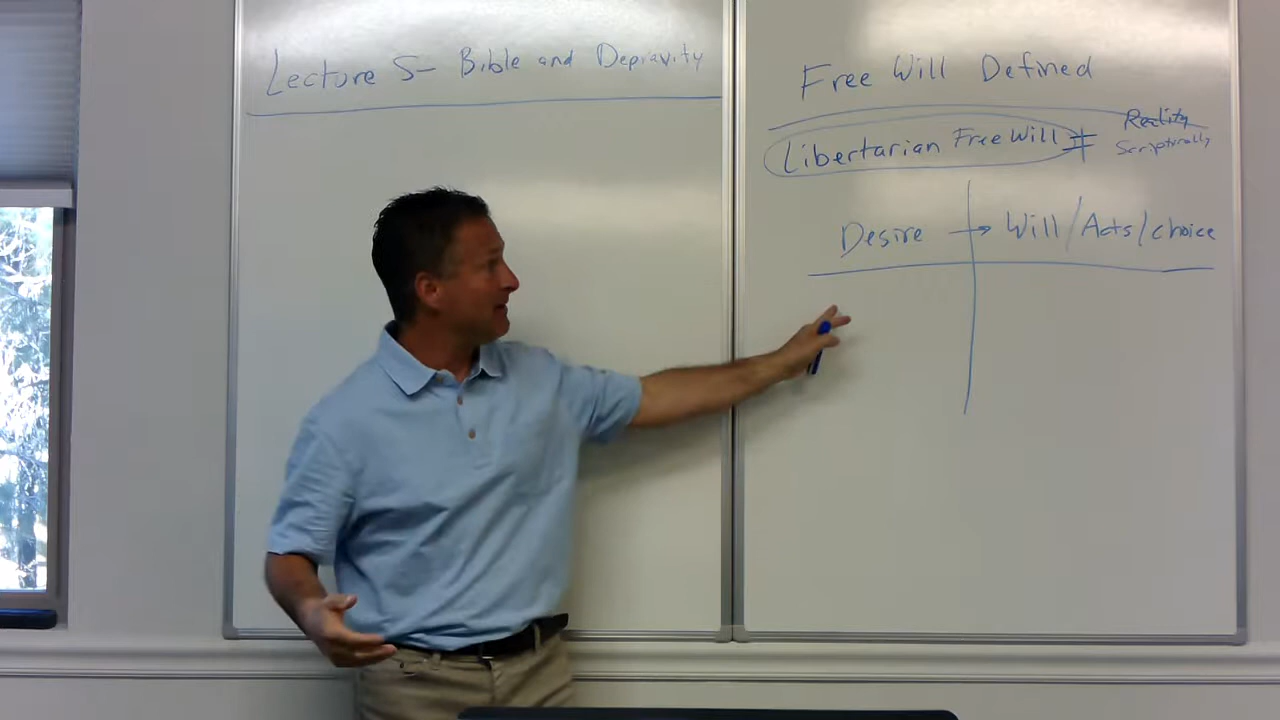 Lecture 5- Bible and Depravity
Free Will Defined
Libertarian Free Will ≠ Reality
Scripturally
Desire → Will/Acts/choice